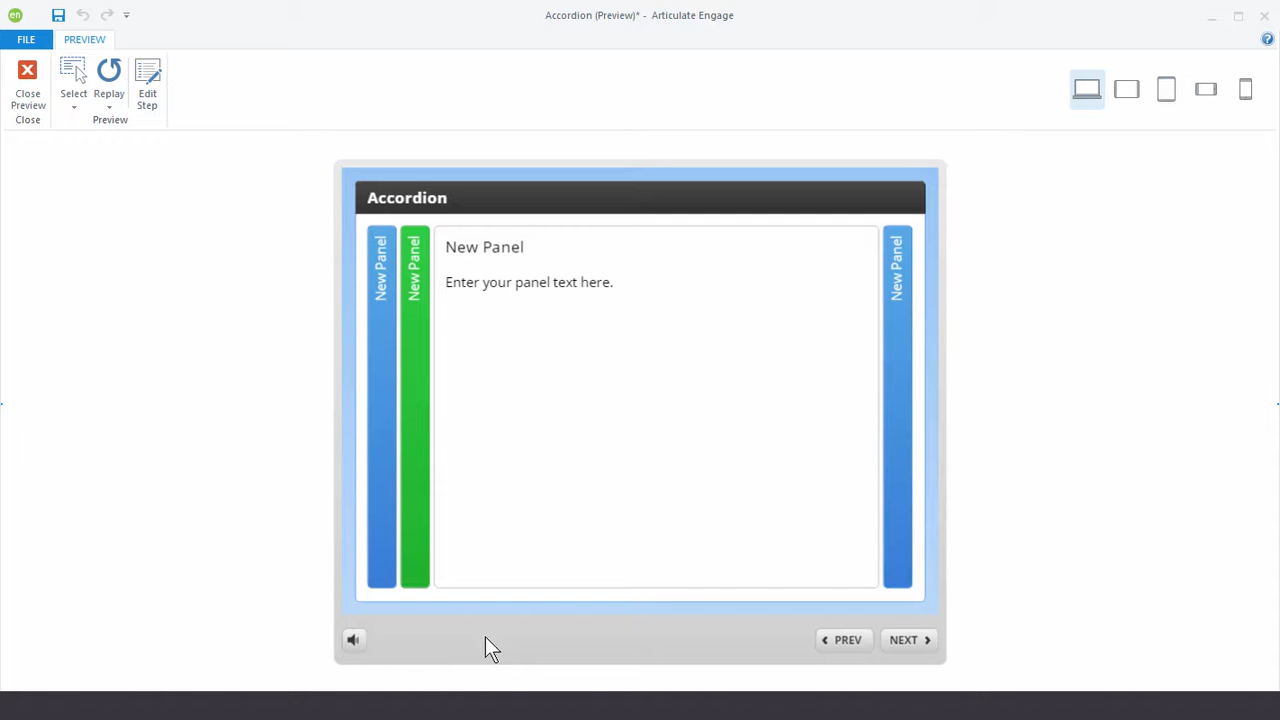 en
Accordion (Preview)* - Articulate Engage
FILE
PREVIEW
?
Close
Preview
Select
Replay
Edit
Step
Close
Preview
Accordion
New Panel
New Panel
New Panel
Enter your panel text here.
New Panel
PREV
NEXT